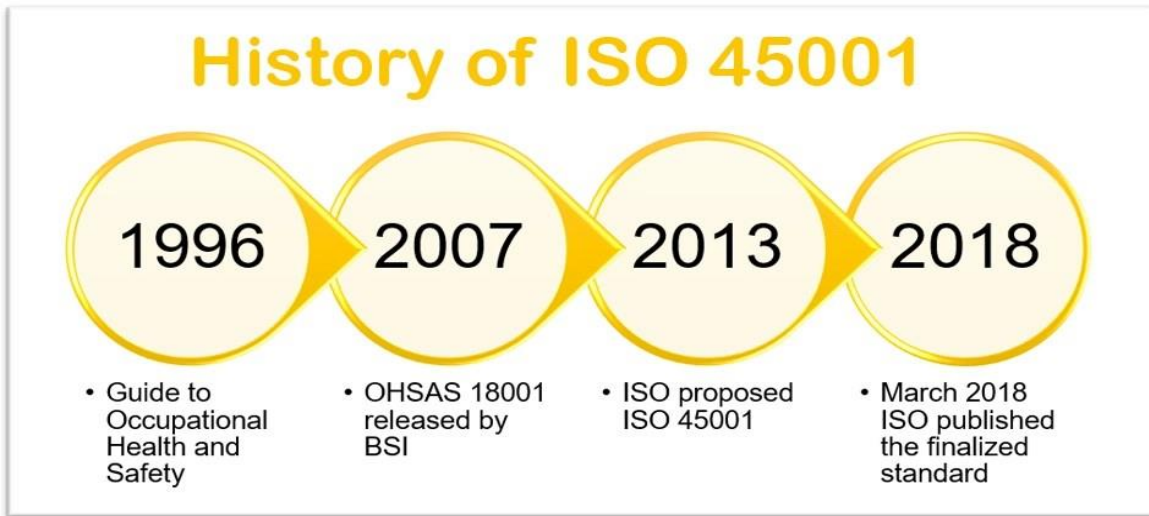 History of ISO 45001
1996
2007
2013
2018
• Guide to
Occupational
Health and
Safety
• OHSAS 18001
released by
BSI
• ISO proposed
ISO 45001
• March 2018
ISO published
the finalized
standard